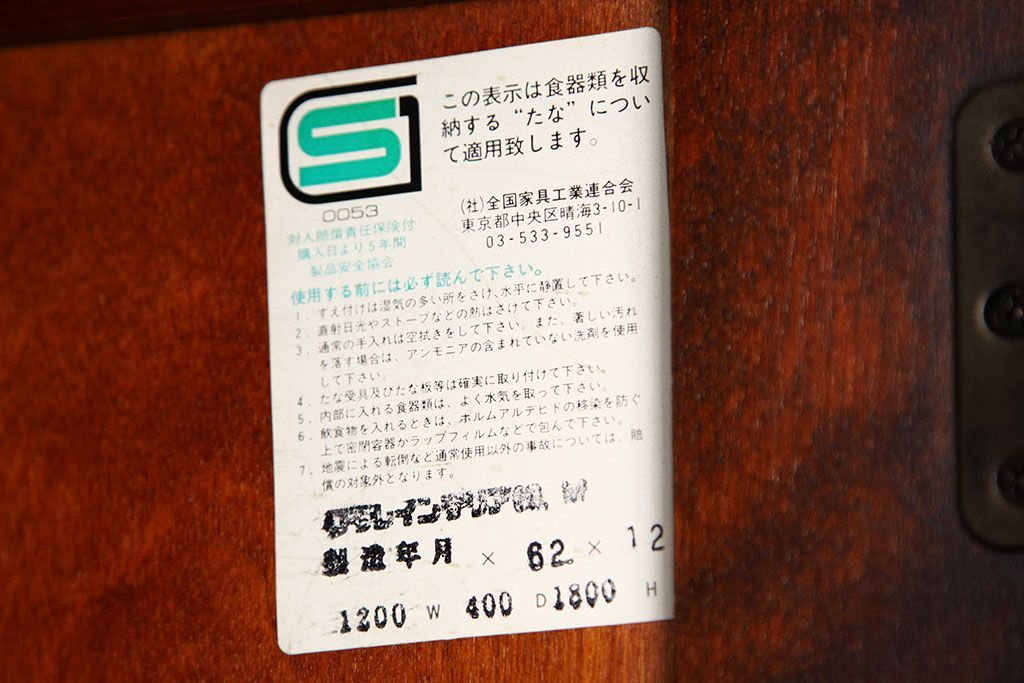 S
この表示は食器類を収
納する“たな”につい
て適用致します。
0053
対人賠償責任保険付
購入日より5年間
製品安全協会
(社)全国家具工業連合会
東京都中央区晴海3-10-1
03-533-9551
使用する前には必ず読んで下さい。
1. すえ付けは湿気の多い所をさけ、水平に静置して下さい。
2. 直射日光やストーブなどの熱はさけて下さい。
3. 通常の手入れは空拭きをして下さい。また、著しい汚れ
を落す場合は、アンモニアの含まれていない洗剤を使用
して下さい。
4. たな受具及びたな板等は確実に取り付けて下さい。
5. 内部に入れる食器類は、よく水気を取って下さい。
6. 飲食物を入れるときは、ホルムアルデヒドの移染を防ぐ
上で密閉容器かラップフィルムなどで包んで下さい。
7. 地震による転倒など通常使用以外の事故については、賠
償の対象外となります。
インテリア
製造年月 × 62 × 12
1200 W 400 D 1800 H